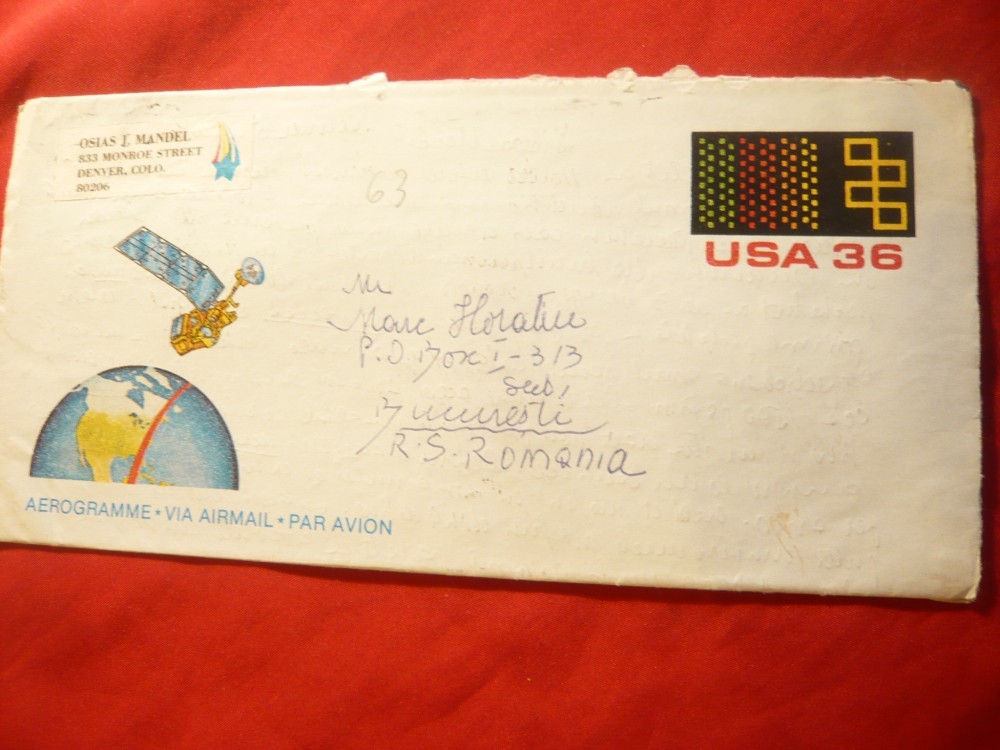 OSIAS I. MANDEL
833 MONROE STREET
DENVER, COLO.
80206
63
USA 36
Mr
Marc Horatiu
P.O. Box I-313
București
R.S. ROMANIA
AEROGRAMME★VIA AIRMAIL★PAR AVION